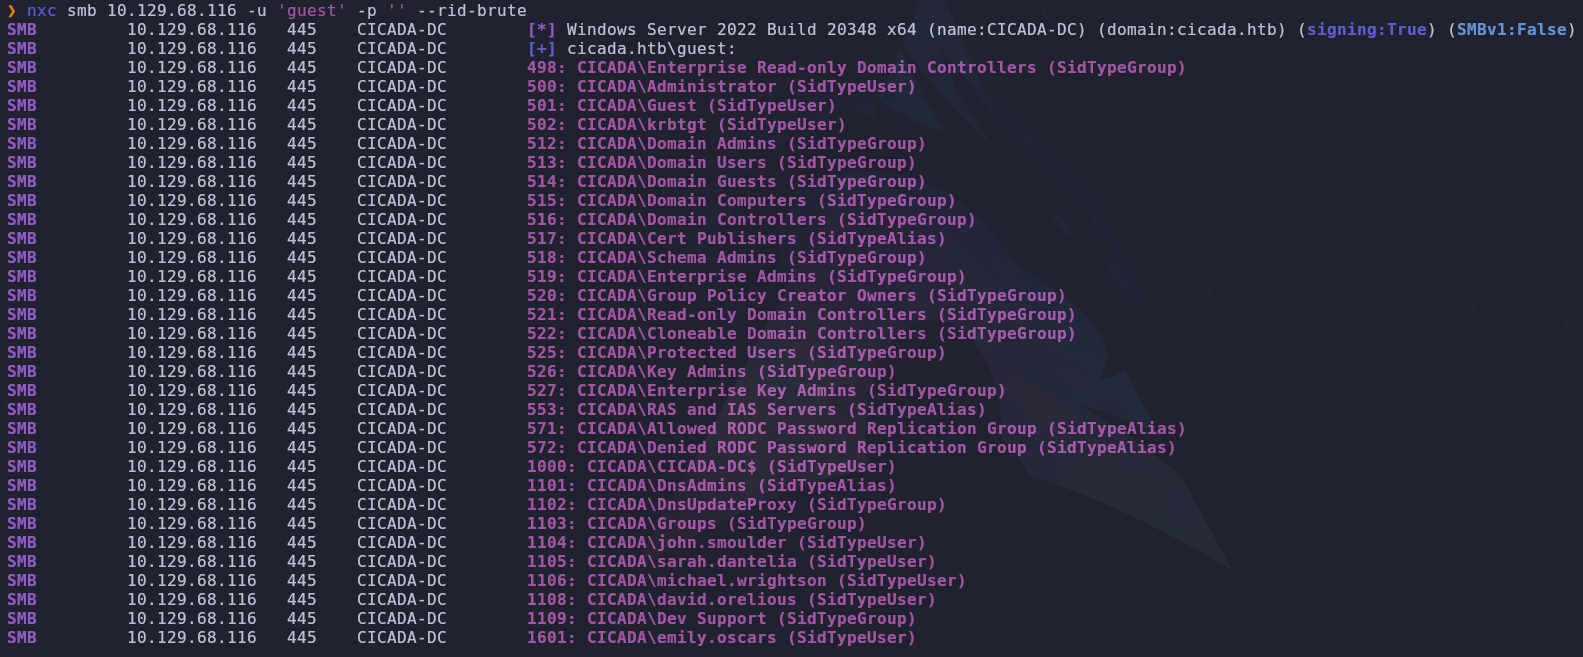 ❯ nxc smb 10.129.68.116 -u 'guest' -p '' --rid-brute
SMB 10.129.68.116 445 CICADA-DC [*] Windows Server 2022 Build 20348 x64 (name:CICADA-DC) (domain:cicada.htb) (signing:True) (SMBv1:False)
SMB 10.129.68.116 445 CICADA-DC [+] cicada.htb\guest:
SMB 10.129.68.116 445 CICADA-DC 498: CICADA\Enterprise Read-only Domain Controllers (SidTypeGroup)
SMB 10.129.68.116 445 CICADA-DC 500: CICADA\Administrator (SidTypeUser)
SMB 10.129.68.116 445 CICADA-DC 501: CICADA\Guest (SidTypeUser)
SMB 10.129.68.116 445 CICADA-DC 502: CICADA\krbtgt (SidTypeUser)
SMB 10.129.68.116 445 CICADA-DC 512: CICADA\Domain Admins (SidTypeGroup)
SMB 10.129.68.116 445 CICADA-DC 513: CICADA\Domain Users (SidTypeGroup)
SMB 10.129.68.116 445 CICADA-DC 514: CICADA\Domain Guests (SidTypeGroup)
SMB 10.129.68.116 445 CICADA-DC 515: CICADA\Domain Computers (SidTypeGroup)
SMB 10.129.68.116 445 CICADA-DC 516: CICADA\Domain Controllers (SidTypeGroup)
SMB 10.129.68.116 445 CICADA-DC 517: CICADA\Cert Publishers (SidTypeAlias)
SMB 10.129.68.116 445 CICADA-DC 518: CICADA\Schema Admins (SidTypeGroup)
SMB 10.129.68.116 445 CICADA-DC 519: CICADA\Enterprise Admins (SidTypeGroup)
SMB 10.129.68.116 445 CICADA-DC 520: CICADA\Group Policy Creator Owners (SidTypeGroup)
SMB 10.129.68.116 445 CICADA-DC 521: CICADA\Read-only Domain Controllers (SidTypeGroup)
SMB 10.129.68.116 445 CICADA-DC 522: CICADA\Cloneable Domain Controllers (SidTypeGroup)
SMB 10.129.68.116 445 CICADA-DC 525: CICADA\Protected Users (SidTypeGroup)
SMB 10.129.68.116 445 CICADA-DC 526: CICADA\Key Admins (SidTypeGroup)
SMB 10.129.68.116 445 CICADA-DC 527: CICADA\Enterprise Key Admins (SidTypeGroup)
SMB 10.129.68.116 445 CICADA-DC 553: CICADA\RAS and IAS Servers (SidTypeAlias)
SMB 10.129.68.116 445 CICADA-DC 571: CICADA\Allowed RODC Password Replication Group (SidTypeAlias)
SMB 10.129.68.116 445 CICADA-DC 572: CICADA\Denied RODC Password Replication Group (SidTypeAlias)
SMB 10.129.68.116 445 CICADA-DC 1000: CICADA\CICADA-DC$ (SidTypeUser)
SMB 10.129.68.116 445 CICADA-DC 1101: CICADA\DnsAdmins (SidTypeAlias)
SMB 10.129.68.116 445 CICADA-DC 1102: CICADA\DnsUpdateProxy (SidTypeGroup)
SMB 10.129.68.116 445 CICADA-DC 1103: CICADA\Groups (SidTypeGroup)
SMB 10.129.68.116 445 CICADA-DC 1104: CICADA\john.smoulder (SidTypeUser)
SMB 10.129.68.116 445 CICADA-DC 1105: CICADA\sarah.dantelia (SidTypeUser)
SMB 10.129.68.116 445 CICADA-DC 1106: CICADA\michael.wrightson (SidTypeUser)
SMB 10.129.68.116 445 CICADA-DC 1108: CICADA\david.orelious (SidTypeUser)
SMB 10.129.68.116 445 CICADA-DC 1109: CICADA\Dev Support (SidTypeGroup)
SMB 10.129.68.116 445 CICADA-DC 1601: CICADA\emily.oscars (SidTypeUser)